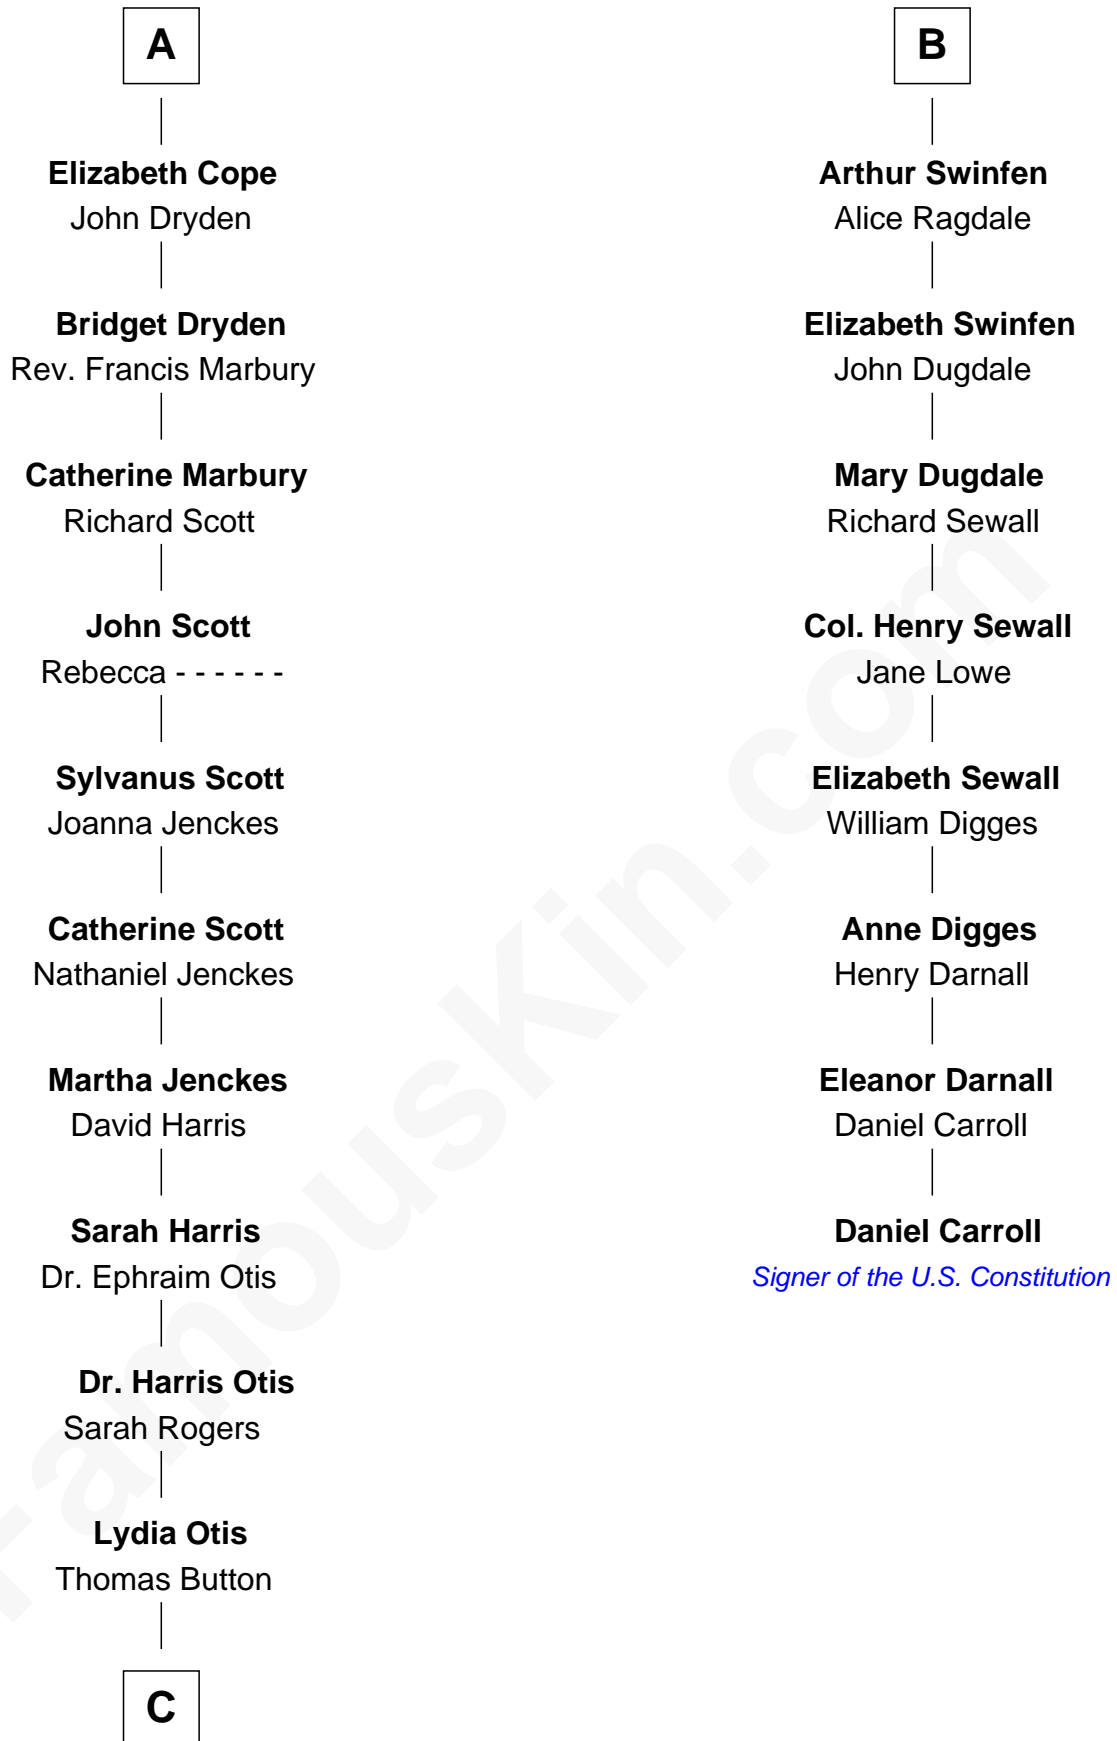 A
Elizabeth Cope
John Dryden
Bridget Dryden
Rev. Francis Marbury
Catherine Marbury
Richard Scott
John Scott
Rebecca - - - - - -
Sylvanus Scott
Joanna Jenckes
Catherine Scott
Nathaniel Jenckes
Martha Jenckes
David Harris
Sarah Harris
Dr. Ephraim Otis
Dr. Harris Otis
Sarah Rogers
Lydia Otis
Thomas Button
C
B
Arthur Swinfen
Alice Ragdale
Elizabeth Swinfen
John Dugdale
Mary Dugdale
Richard Sewall
Col. Henry Sewall
Jane Lowe
Elizabeth Sewall
William Digges
Anne Digges
Henry Darnall
Eleanor Darnall
Daniel Carroll
Daniel Carroll
Signer of the U.S. Constitution
FamousKin.com